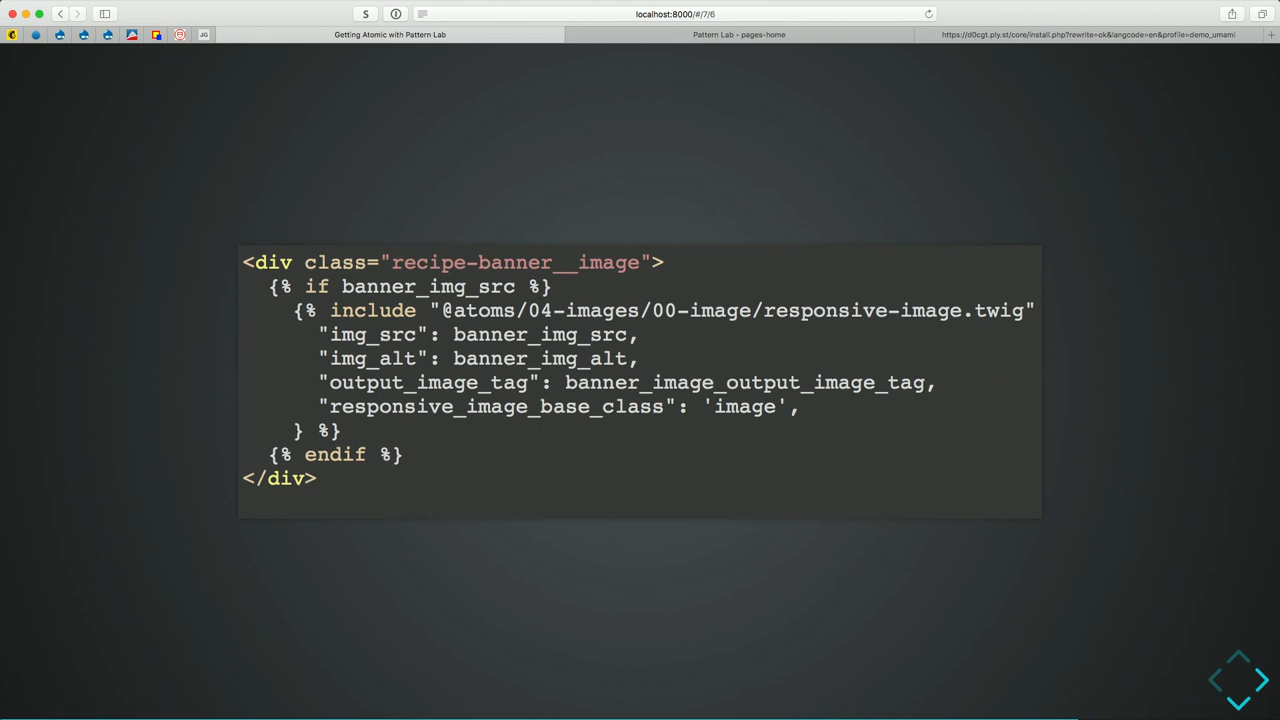 S
localhost:8000/#/7/6
JG
Getting Atomic with Pattern Lab
Pattern Lab - pages-home
https://d0cgt.ply.st/core/install.php?rewrite=ok&langcode=en&profile=demo_umami
<div class="recipe-banner__image">
{% if banner_img_src %}
{% include "@atoms/04-images/00-image/responsive-image.twig"
"img_src": banner_img_src,
"img_alt": banner_img_alt,
"output_image_tag": banner_image_output_image_tag,
"responsive_image_base_class": 'image',
} %}
{% endif %}
</div>